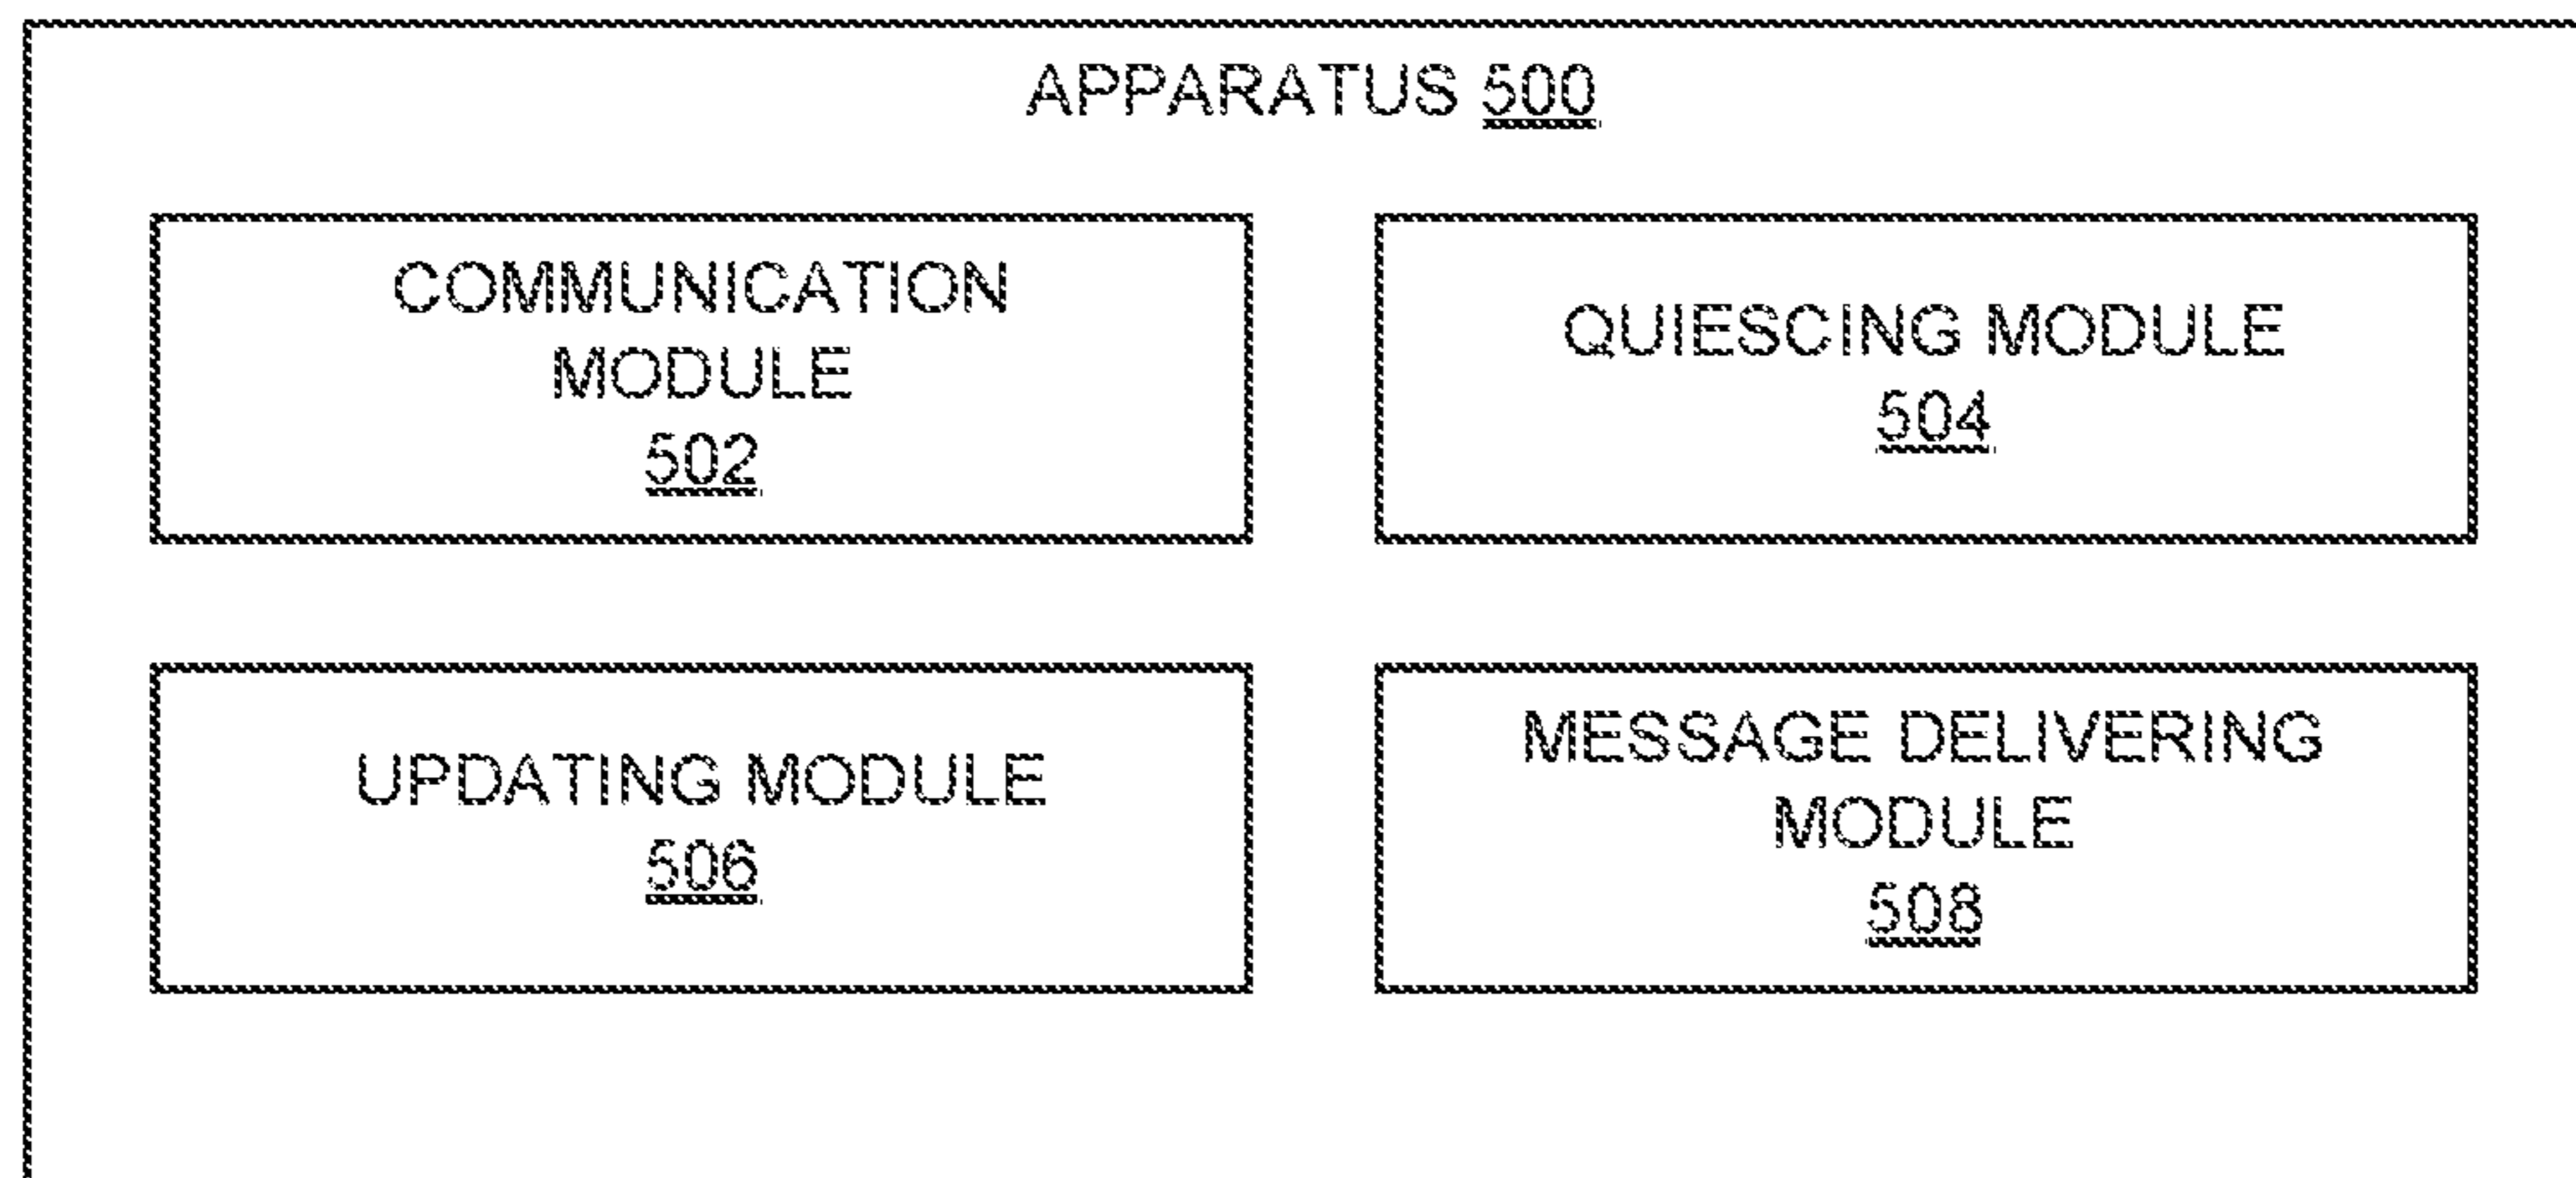 APPARATUS 500
COMMUNICATION
MODULE
502
QUIESCING MODULE
504
UPDATING MODULE
506
MESSAGE DELIVERING
MODULE
508